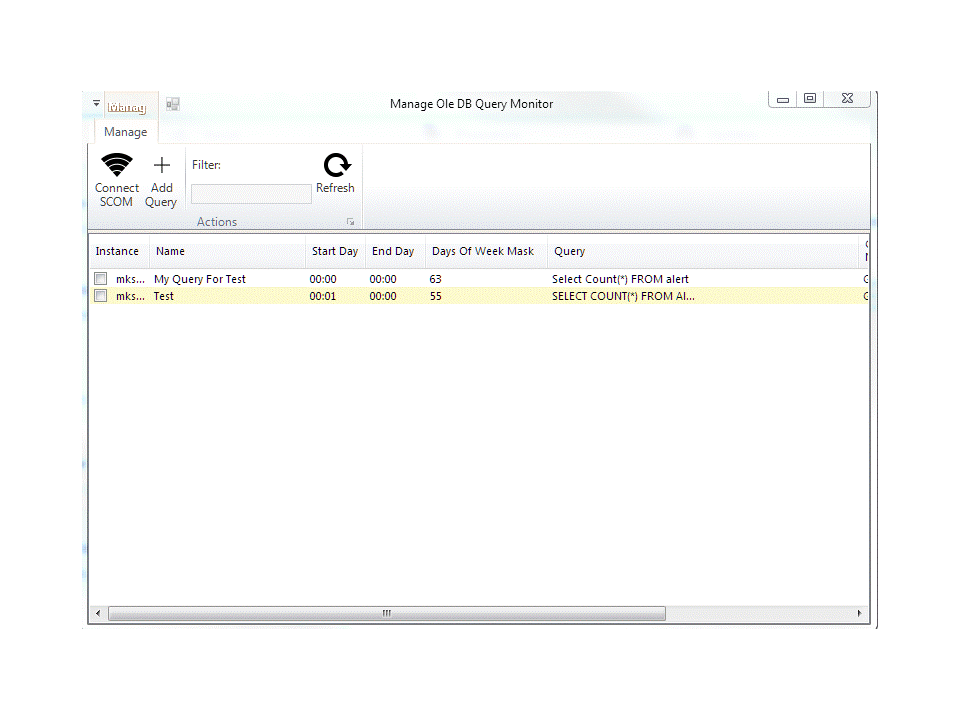 Manag
Manage Ole DB Query Monitor
Manage
Connect SCOM
Add Query
Filter:
Refresh
Actions
Instance Name Start Day End Day Days Of Week Mask Query
mks... My Query For Test 00:00 00:00 63 Select Count(*) FROM alert
mks... Test 00:01 00:00 55 SELECT COUNT(*) FROM Al...